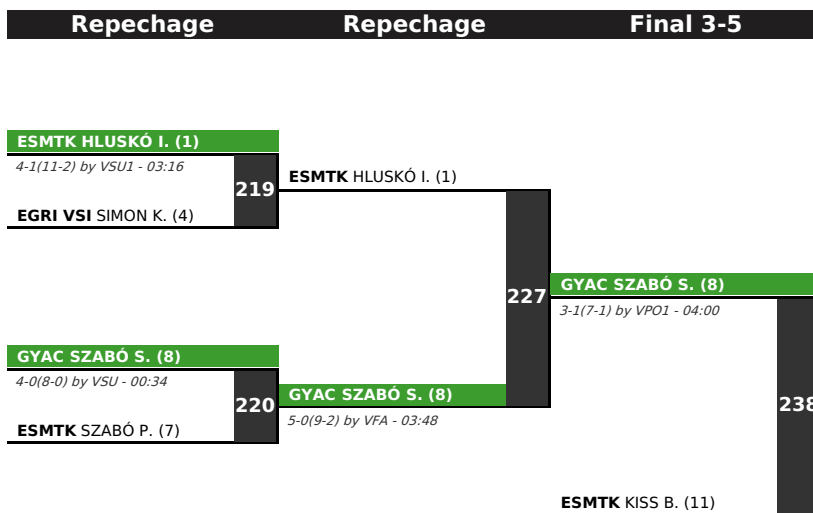 Repechage Repechage Final 3-5
ESMTK HLUSKÓ I. (1)
4-1(11-2) by VSU1 - 03:16
219
ESMTK HLUSKÓ I. (1)
EGRI VSI SIMON K. (4)
227
GYAC SZABÓ S. (8)
3-1(7-1) by VPO1 - 04:00
GYAC SZABÓ S. (8)
4-0(8-0) by VSU - 00:34
220
GYAC SZABÓ S. (8)
5-0(9-2) by VFA - 03:48
238
ESMTK SZABÓ P. (7)
ESMTK KISS B. (11)